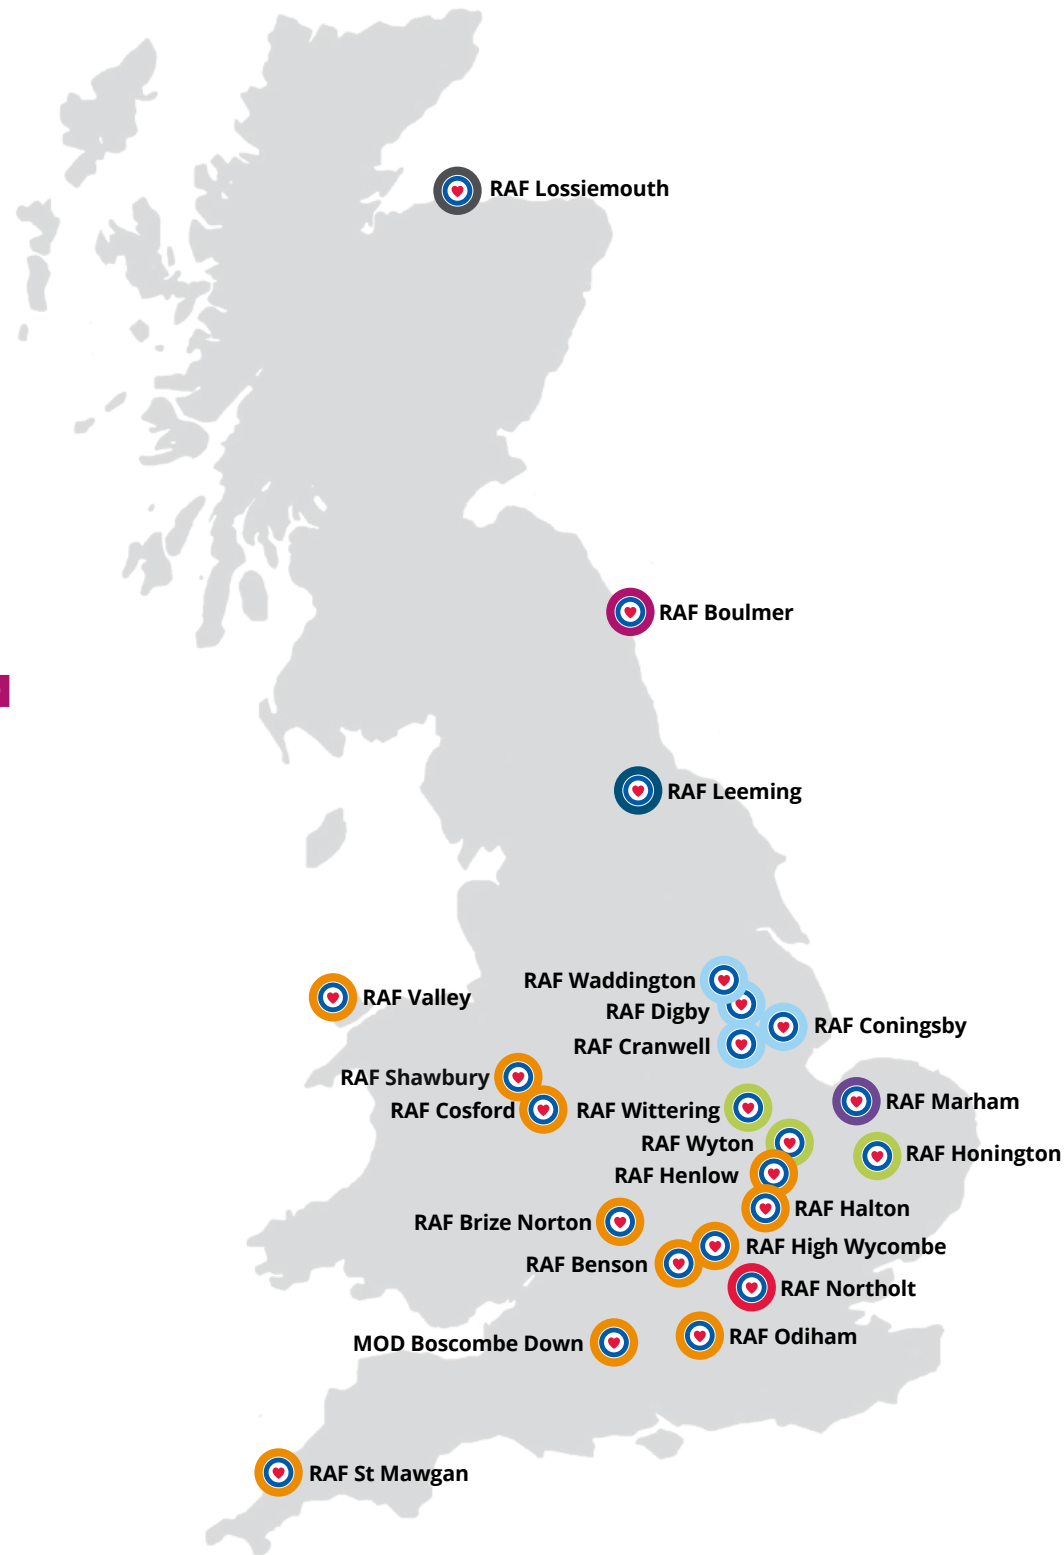 RAF Lossiemouth
RAF Boulmer
RAF Leeming
RAF Waddington
RAF Valley
RAF Digby
RAF Coningsby
RAF Cranwell
RAF Shawbury
RAF Marham
RAF Cosford
RAF Wittering
RAF Wyton
RAF Honington
RAF Henlow
RAF Halton
RAF Brize Norton
RAF High Wycombe
RAF Benson
RAF Northolt
RAF Odiham
MOD Boscombe Down
RAF St Mawgan